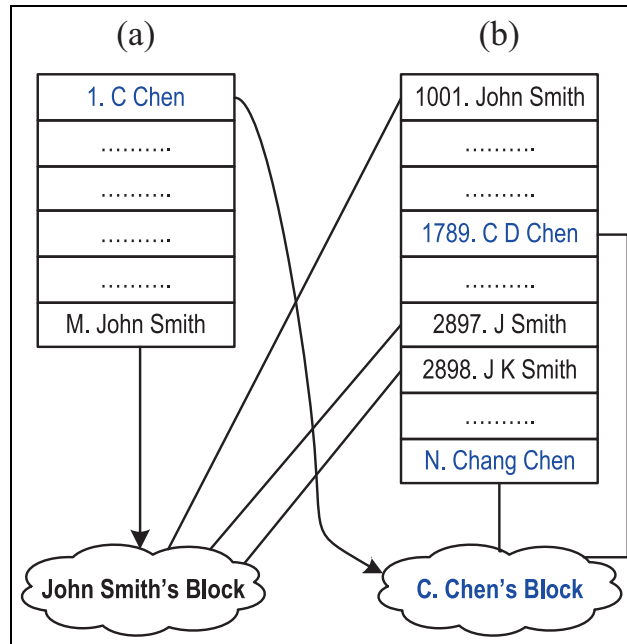 (a)
1. C Chen
..........
..........
..........
..........
M. John Smith
(b)
1001. John Smith
..........
..........
1789. C D Chen
..........
2897. J Smith
2898. J K Smith
..........
N. Chang Chen
John Smith's Block
C. Chen's Block